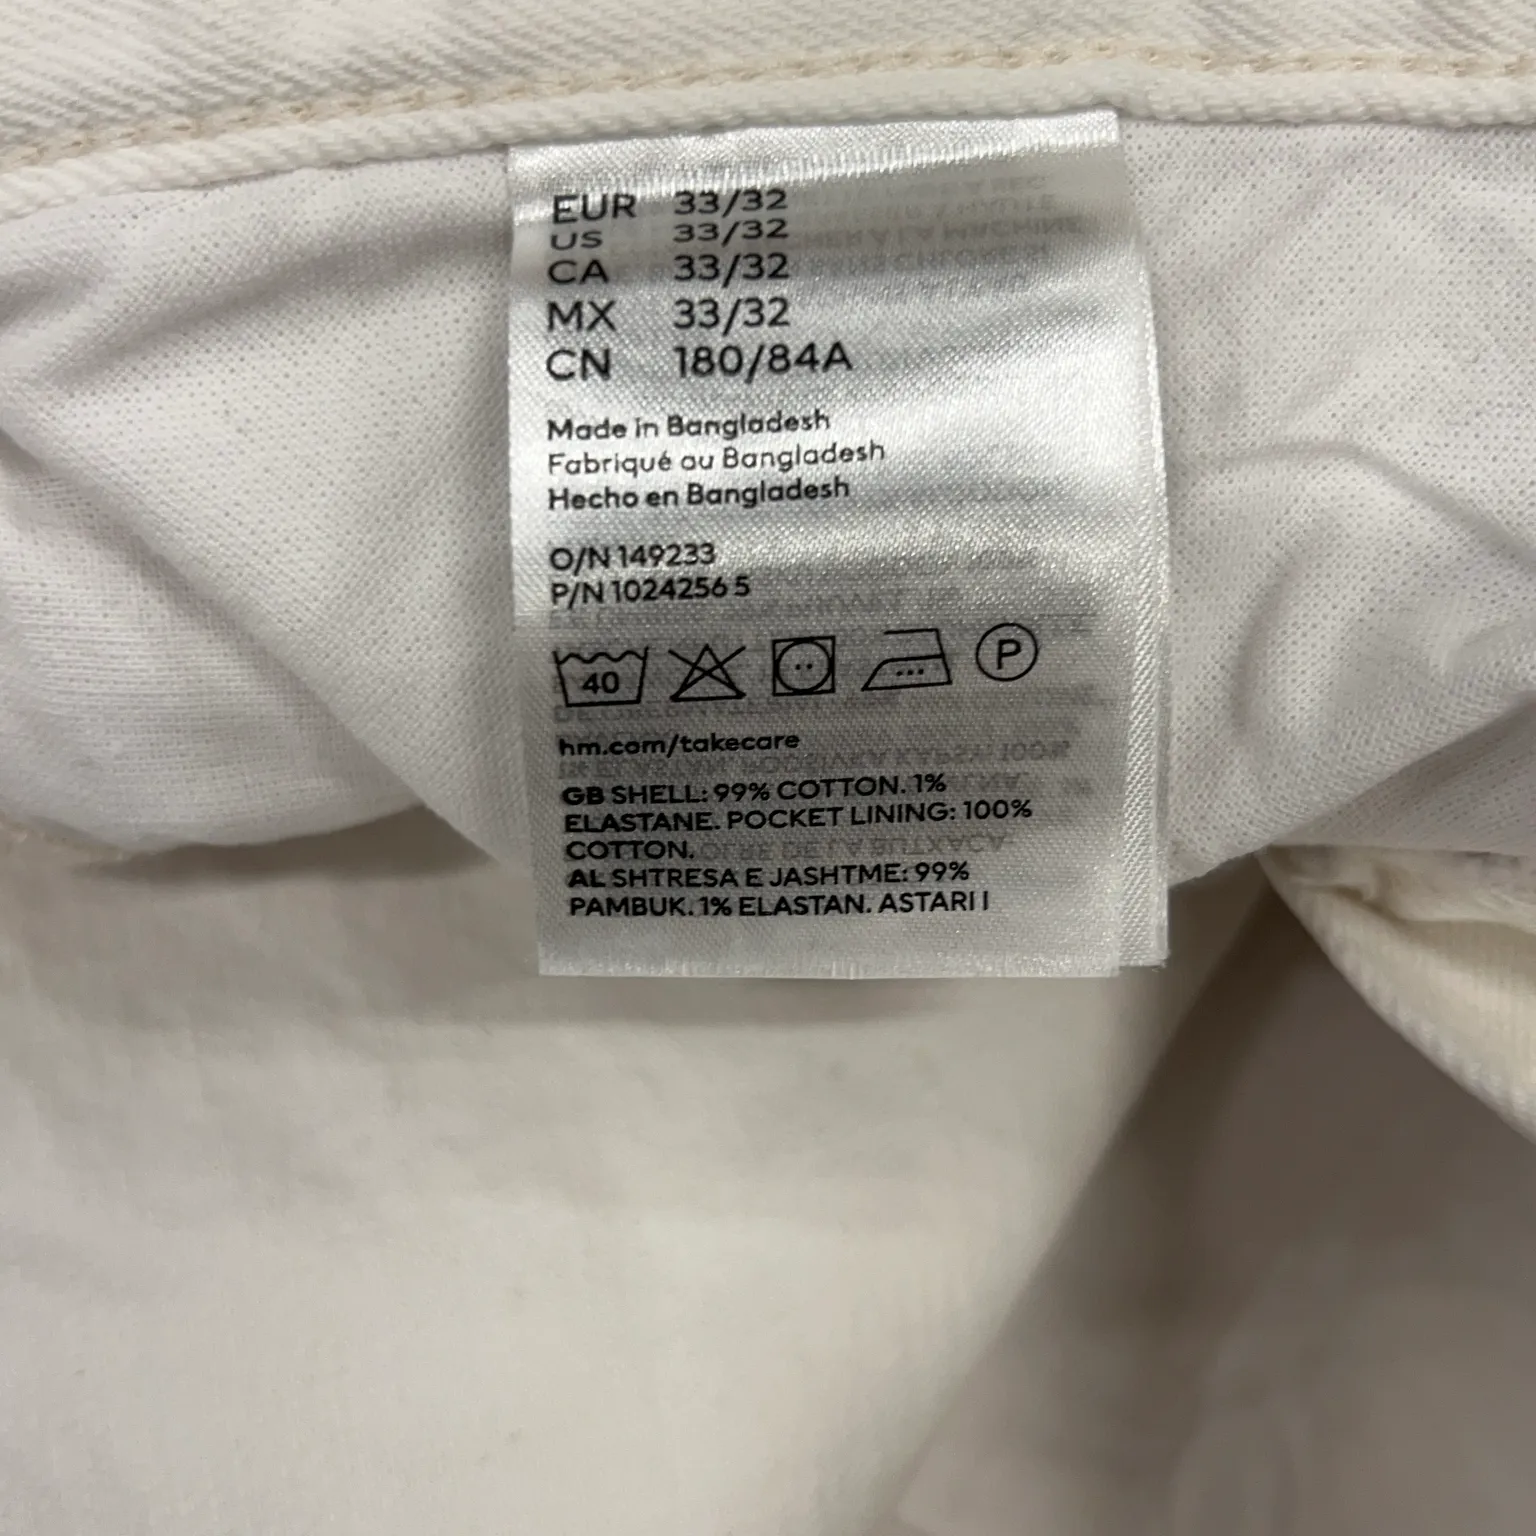 EUR 33/32
US 33/32
CA 33/32
MX 33/32
CN 180/84A
Made in Bangladesh
Fabriqué au Bangladesh
Hecho en Bangladesh
O/N 149233
P/N 1024256 5
40
P
hm.com/takecare
GB SHELL: 99% COTTON. 1%
ELASTANE. POCKET LINING: 100%
COTTON.
AL SHTRESA E JASHTME: 99%
PAMBUK. 1% ELASTAN. ASTARI I